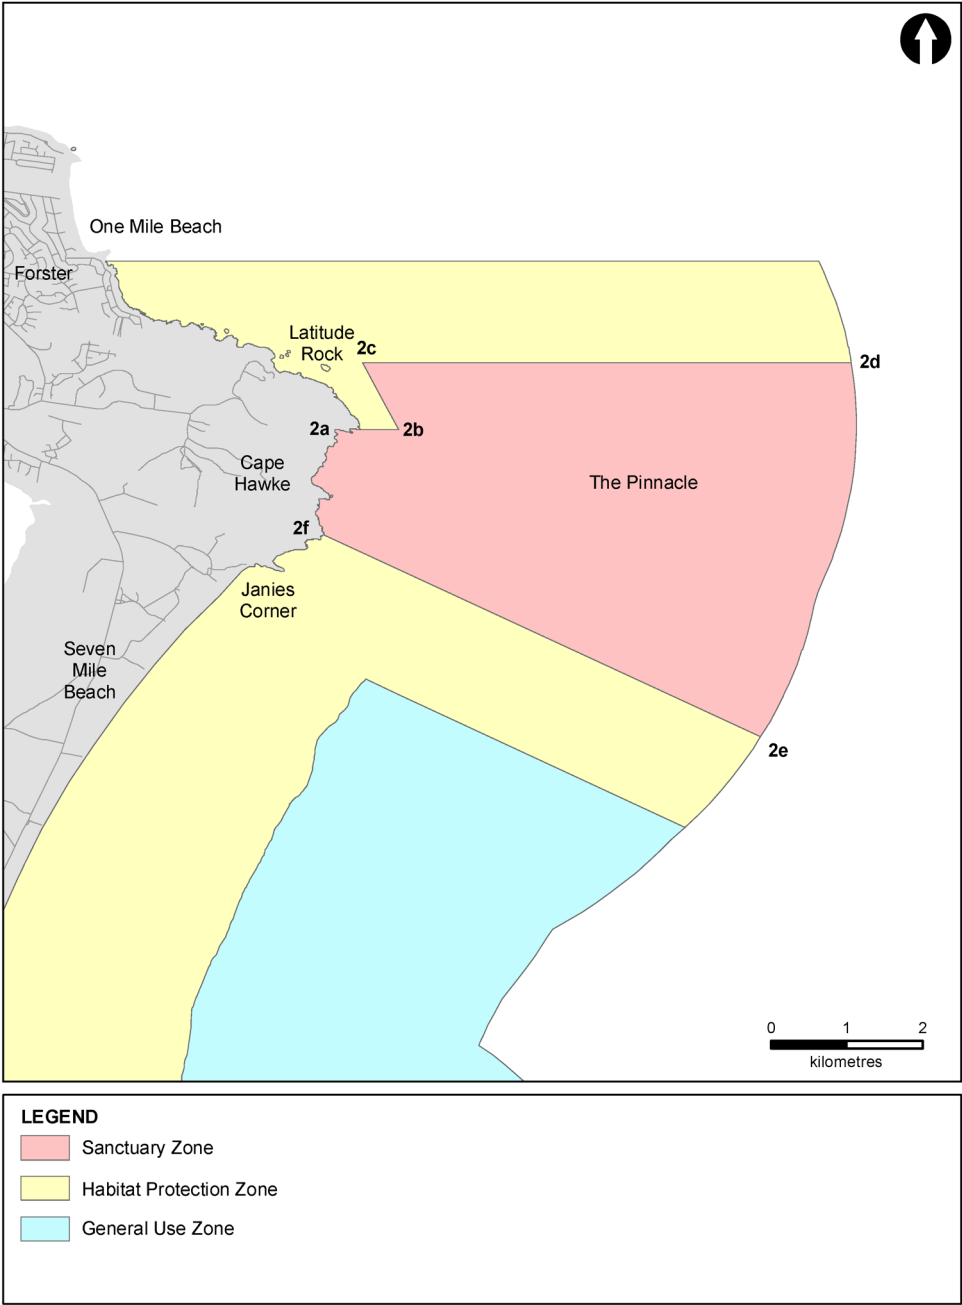 One Mile Beach
Forster
Latitude
Rock
2c
2d
2a
2b
Cape
Hawke
The Pinnacle
2f
Janies
Corner
Seven
Mile
Beach
2e
0 1 2
kilometres
LEGEND
Sanctuary Zone
Habitat Protection Zone
General Use Zone